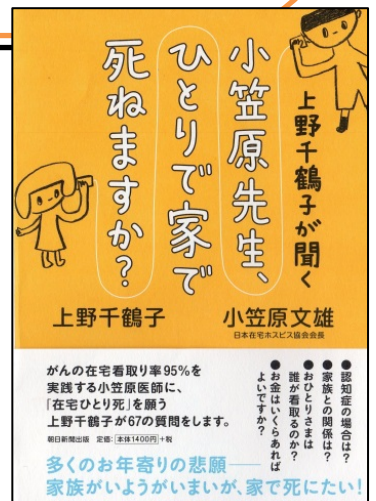 上野千鶴子が聞く
小笠原先生、
ひとりで家で
死ねますか?
上野千鶴子
小笠原文雄
日本在宅ホスピス協会会長
●認知症の場合は?
●家族との関係は?
●おひとりさまは
誰が看取るのか?
●お金はいくらあれば
よいですか?
がんの在宅看取り率95%を
実践する小笠原医師に、
「在宅ひとり死」を願う
上野千鶴子が67の質問をします。
朝日新聞出版 定価:本体1400円+税
多くのお年寄りの悲願——
家族がいようがいまいが、家で死にたい!